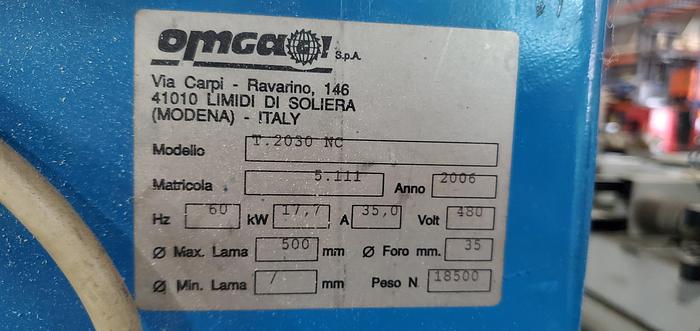 omga! S.p.A.
Via Carpi - Ravarino, 146
41010 LIMIDI DI SOLIERA
(MODENA) - ITALY
Modello T.2030 NC
Matricola 5.111 Anno 2006
Hz 60 kW 17,7 A 35,0 Volt 480
Ø Max. Lama 500 mm Ø Foro mm. 35
Ø Min. Lama / mm Peso N 18500